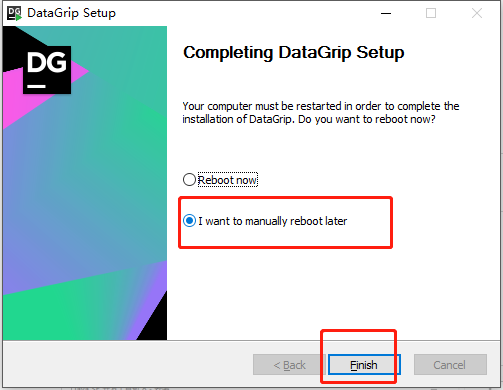 DG DataGrip Setup
DG
Completing DataGrip Setup
Your computer must be restarted in order to complete the
installation of DataGrip. Do you want to reboot now?
Reboot now
I want to manually reboot later
< Back
Finish
Cancel